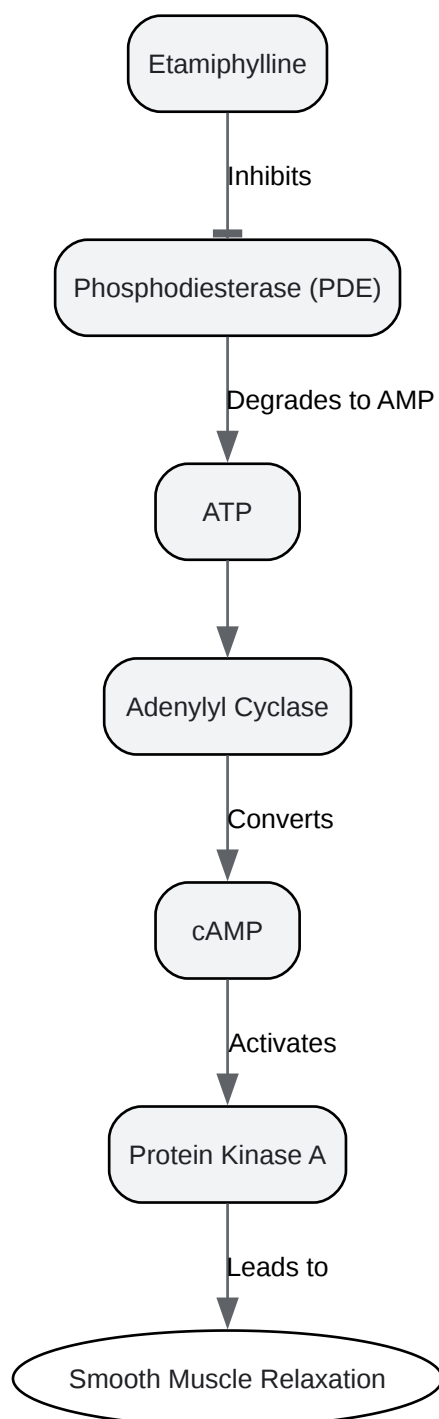 Etamiphylline
Inhibits
Phosphodiesterase (PDE)
Degrades to AMP
ATP
Adenylyl Cyclase
Converts
cAMP
Activates
Protein Kinase A
Leads to
Smooth Muscle Relaxation